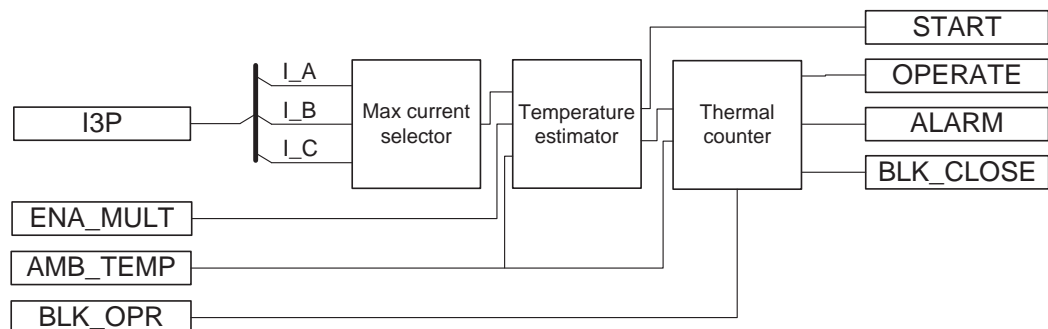 START
I_A
OPERATE
I_B
Max current
selector
Temperature
estimator
Thermal
counter
I3P
ALARM
I_C
BLK_CLOSE
ENA_MULT
AMB_TEMP
BLK_OPR